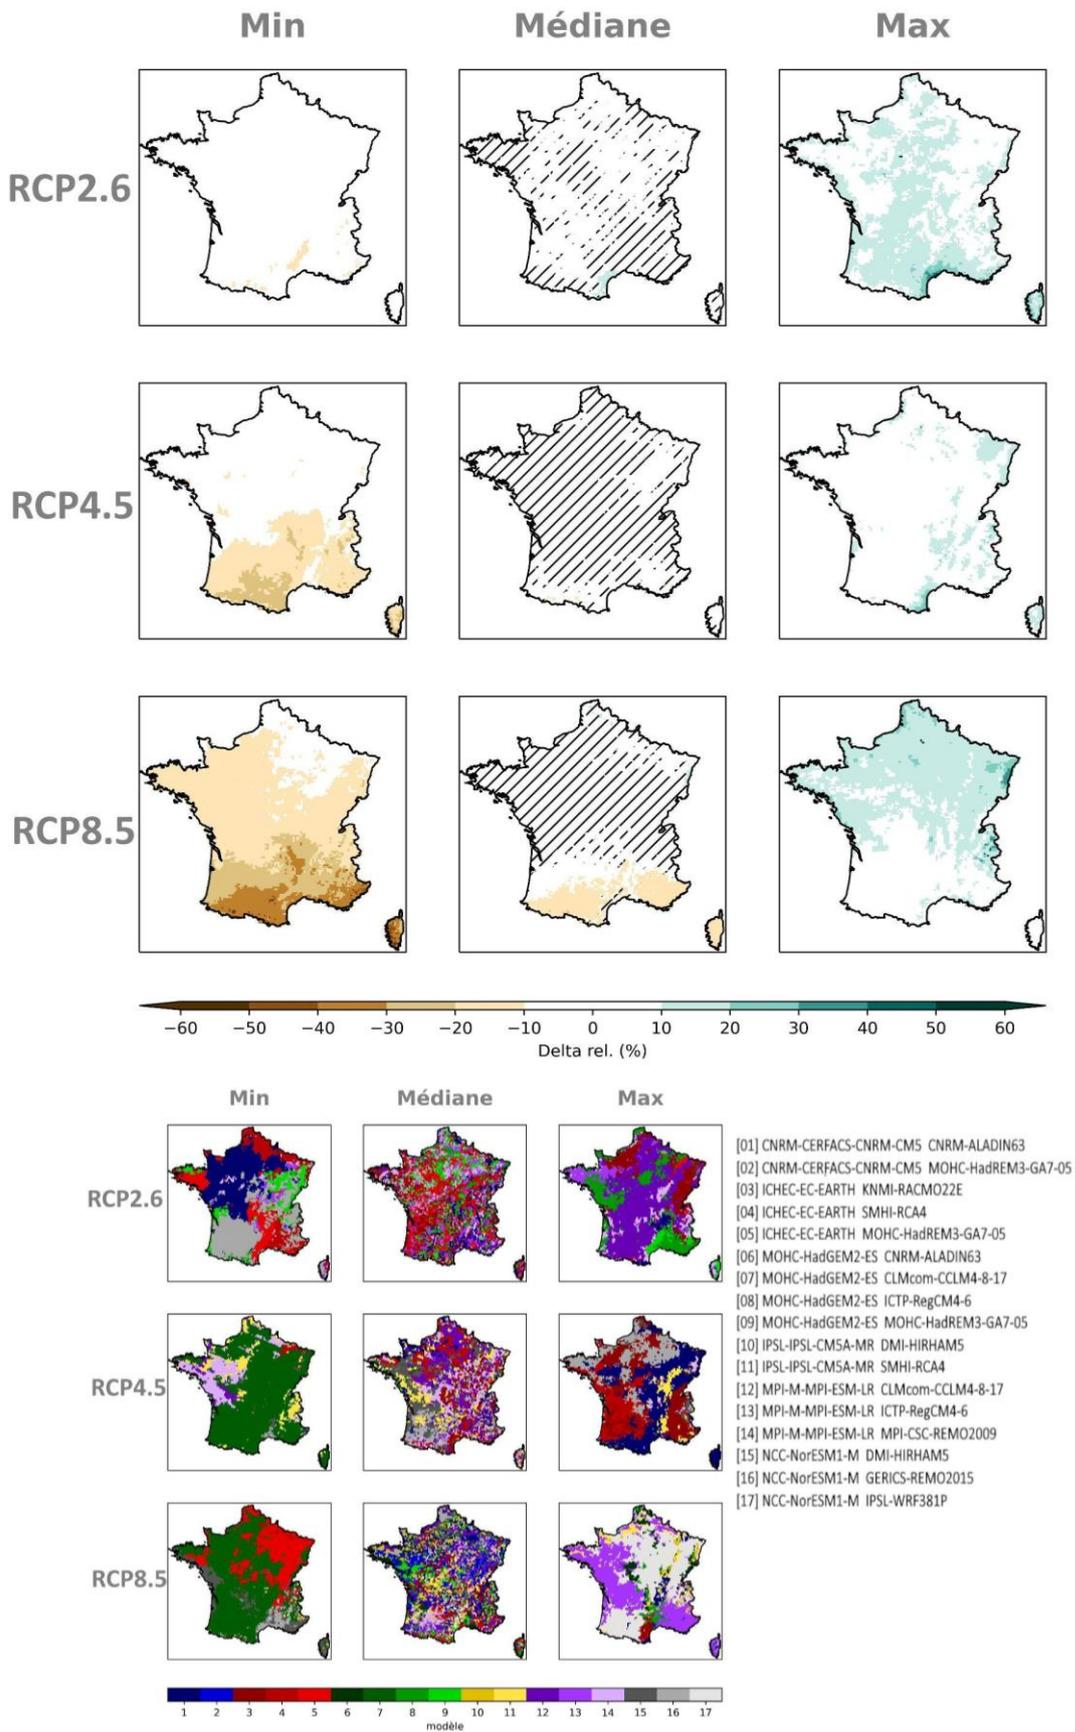 Min Médiane Max
RCP2.6
RCP4.5
RCP8.5
−60 −50 −40 −30 −20 −10 0 10 20 30 40 50 60
Delta rel. (%)
Min Médiane Max
RCP2.6
RCP4.5
RCP8.5
[01] CNRM-CERFACS-CNRM-CM5 CNRM-ALADIN63
[02] CNRM-CERFACS-CNRM-CM5 MOHC-HadREM3-GA7-05
[03] ICHEC-EC-EARTH KNMI-RACMO22E
[04] ICHEC-EC-EARTH SMHI-RCA4
[05] ICHEC-EC-EARTH MOHC-HadREM3-GA7-05
[06] MOHC-HadGEM2-ES CNRM-ALADIN63
[07] MOHC-HadGEM2-ES CLMcom-CCLM4-8-17
[08] MOHC-HadGEM2-ES ICTP-RegCM4-6
[09] MOHC-HadGEM2-ES MOHC-HadREM3-GA7-05
[10] IPSL-IPSL-CM5A-MR DMI-HIRHAM5
[11] IPSL-IPSL-CM5A-MR SMHI-RCA4
[12] MPI-M-MPI-ESM-LR CLMcom-CCLM4-8-17
[13] MPI-M-MPI-ESM-LR ICTP-RegCM4-6
[14] MPI-M-MPI-ESM-LR MPI-CSC-REMO2009
[15] NCC-NorESM1-M DMI-HIRHAM5
[16] NCC-NorESM1-M GERICS-REMO2015
[17] NCC-NorESM1-M IPSL-WRF381P
1 2 3 4 5 6 7 8 9 10 11 12 13 14 15 16 17
modèle